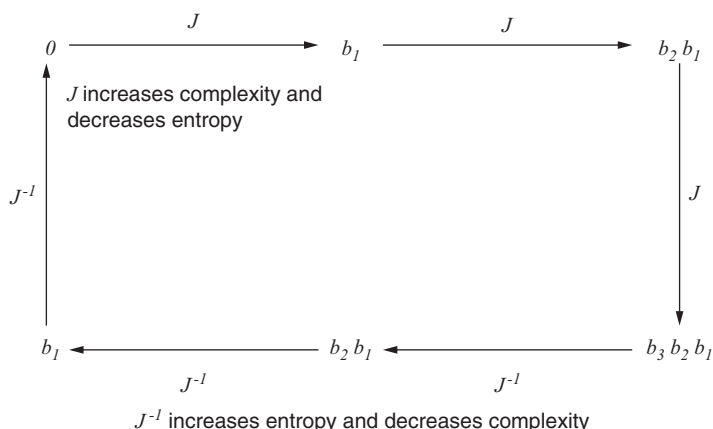 J J
0 b₁ b₂ b₁
J increases complexity and
decreases entropy
J⁻¹ J
b₁ b₂ b₁ b₃ b₂ b₁
J⁻¹ J⁻¹
J⁻¹ increases entropy and decreases complexity